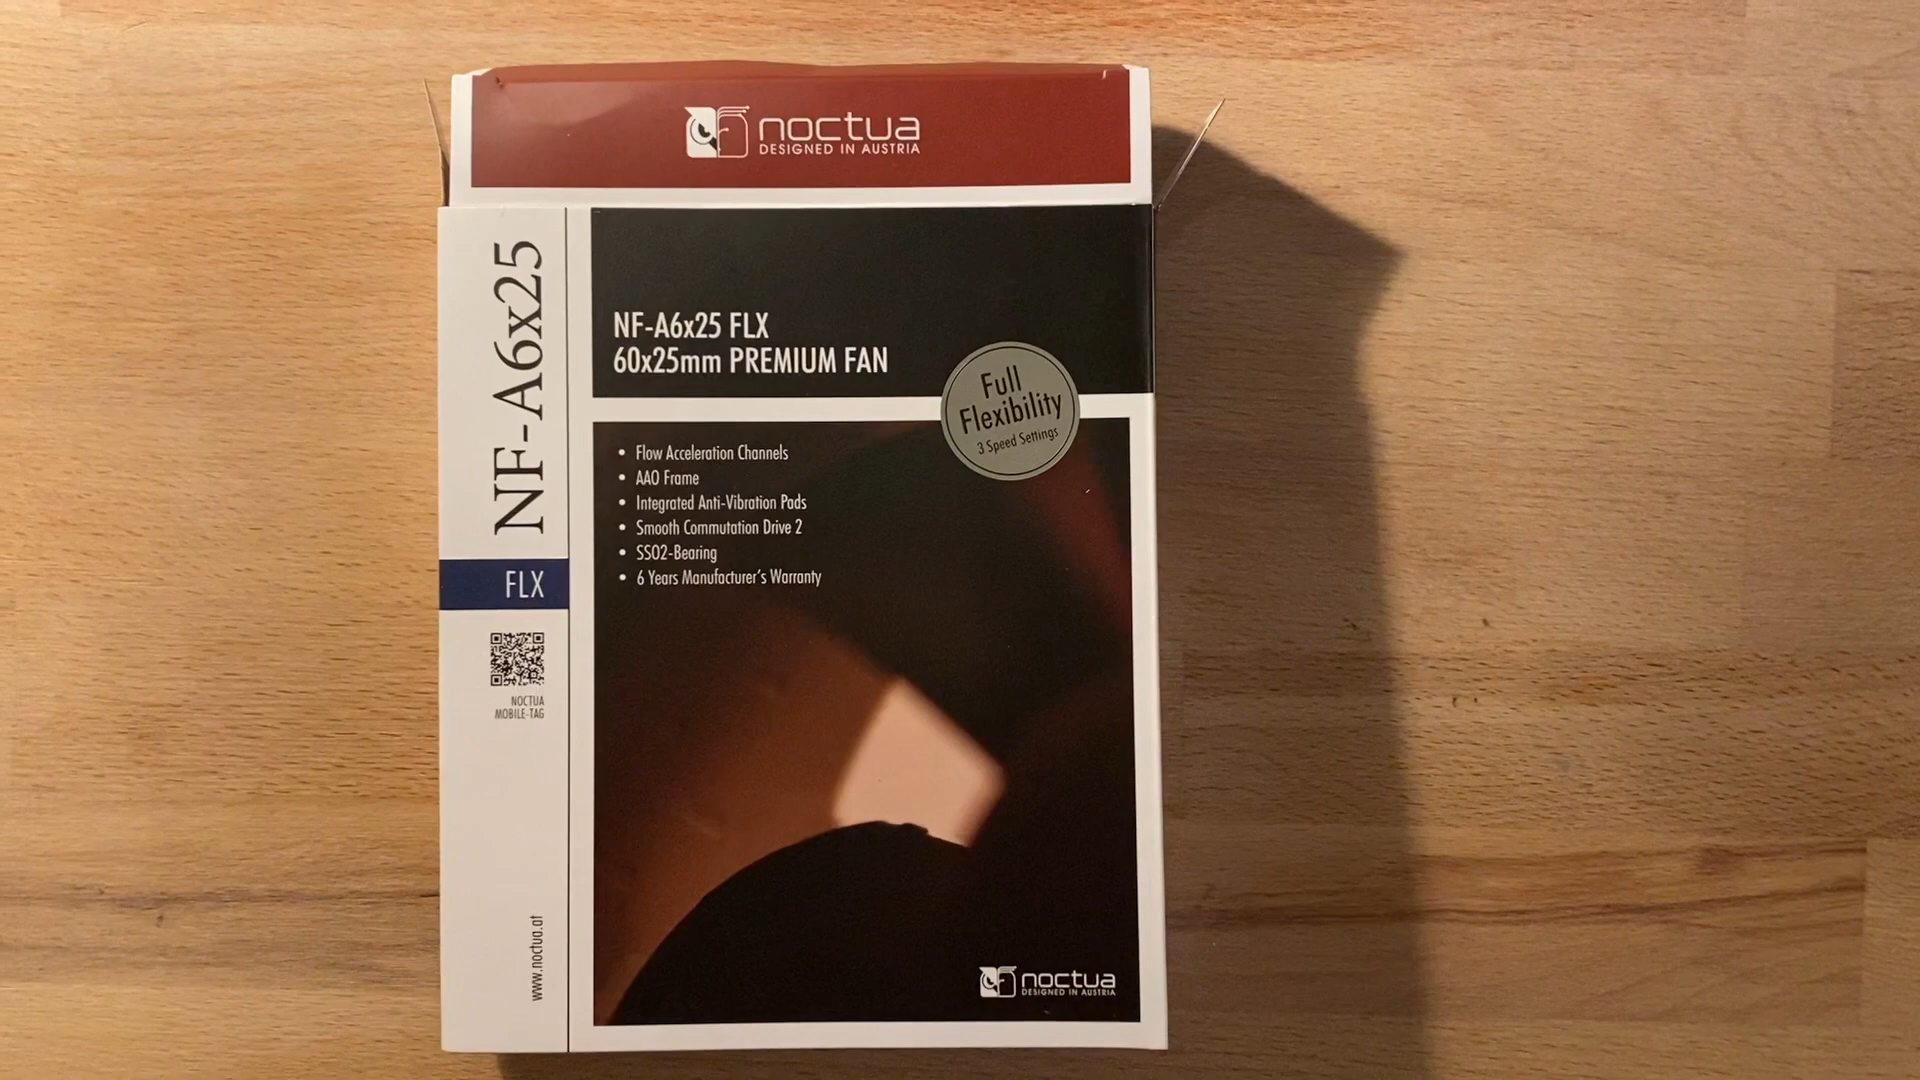 noctua
DESIGNED IN AUSTRIA
NF-A6x25
FLX
NOCTUA
MOBILE-TAG
www.noctua.at
NF-A6x25 FLX
60x25mm PREMIUM FAN
Full
Flexibility
3 Speed Settings
• Flow Acceleration Channels
• AAO Frame
• Integrated Anti-Vibration Pads
• Smooth Commutation Drive 2
• SSO2-Bearing
• 6 Years Manufacturer's Warranty
noctua
DESIGNED IN AUSTRIA